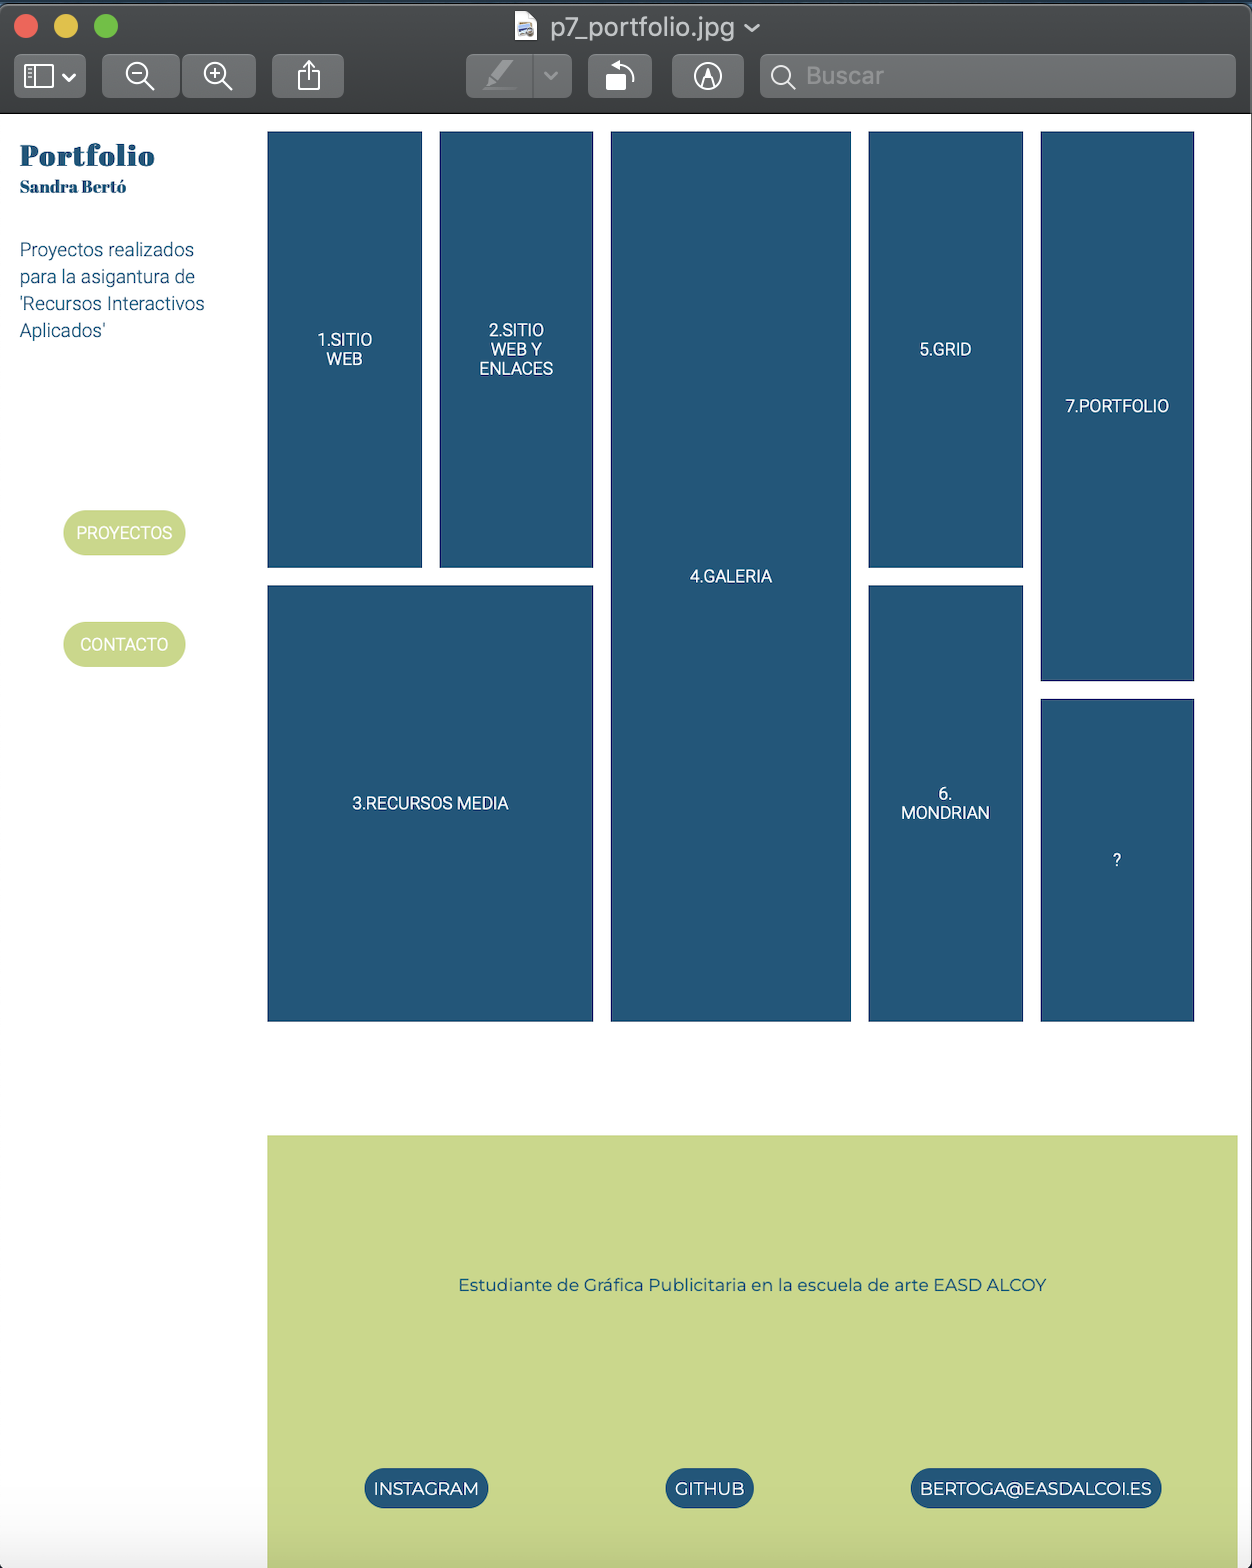 p7_portfolio.jpg
Buscar
Portfolio
Sandra Bertó
Proyectos realizados
para la asigantura de
'Recursos Interactivos
Aplicados'
PROYECTOS
CONTACTO
1.SITIO
WEB
2.SITIO
WEB Y
ENLACES
3.RECURSOS MEDIA
4.GALERIA
5.GRID
6.
MONDRIAN
7.PORTFOLIO
?
Estudiante de Gráfica Publicitaria en la escuela de arte EASD ALCOY
INSTAGRAM
GITHUB
BERTOGA@EASDALCOI.ES